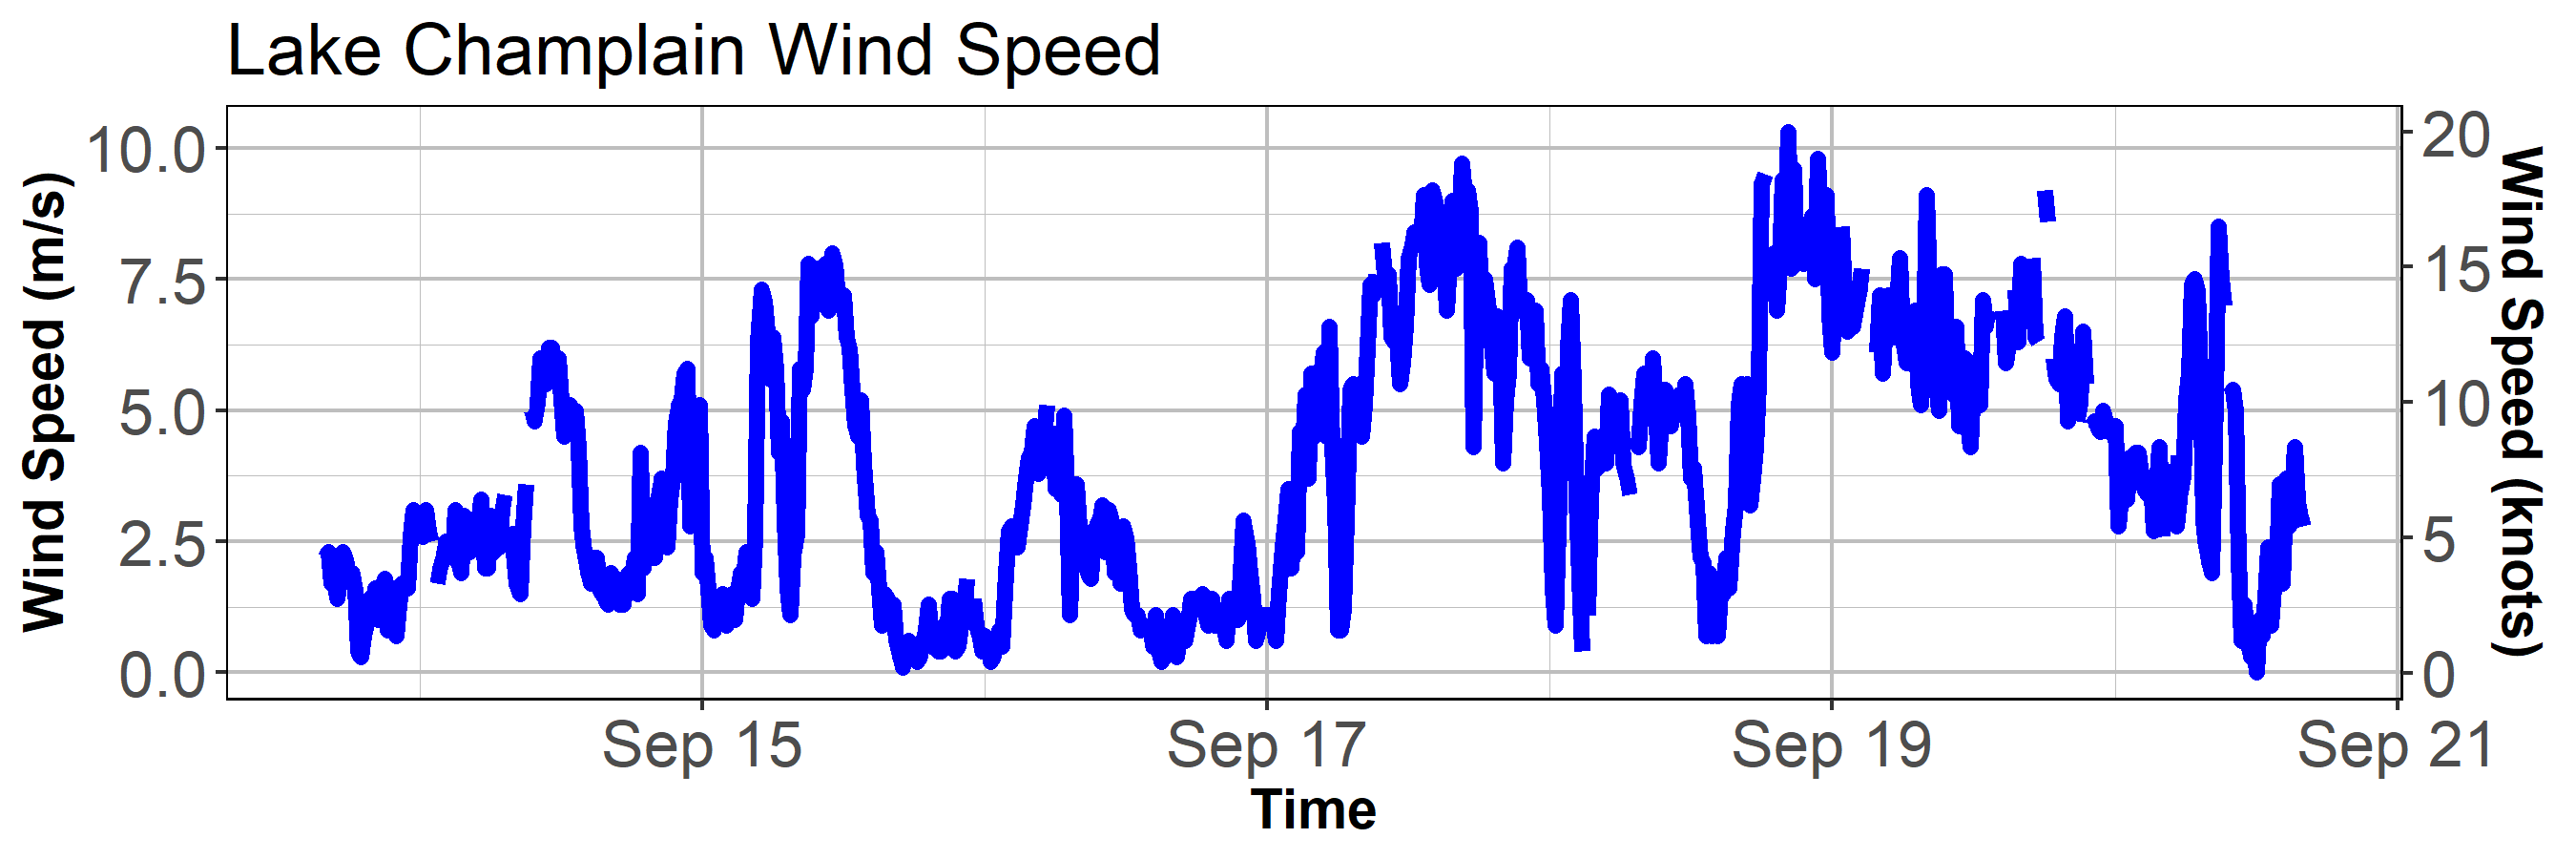 Lake Champlain Wind Speed
Wind Speed (m/s)
10.0
7.5
5.0
2.5
0.0
20
15
10
5
0
Wind Speed (knots)
Sep 15
Sep 17
Sep 19
Sep 21
Time